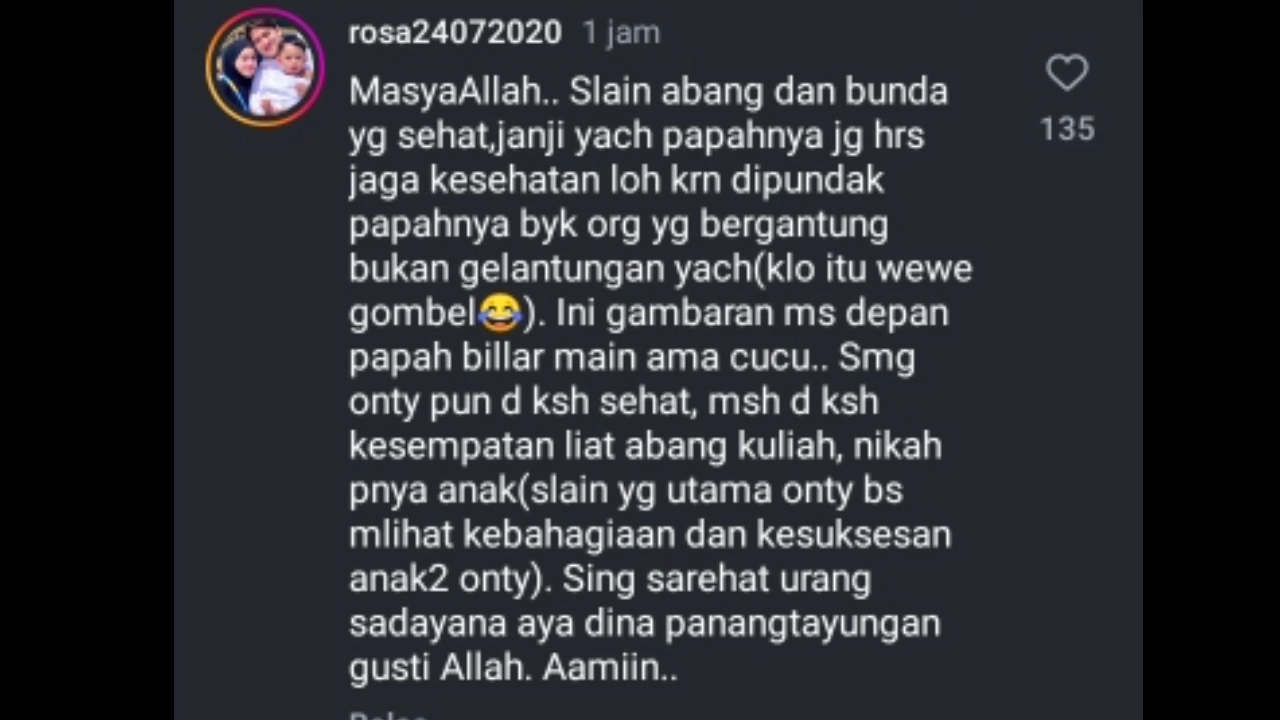 rosa24072020 1 jam
MasyaAllah.. Slain abang dan bunda
yg sehat,janji yach papahnya jg hrs
jaga kesehatan loh krn dipundak
papahnya byk org yg bergantung
bukan gelantungan yach(klo itu wewe
gombel😂). Ini gambaran ms depan
papah billar main ama cucu.. Smg
onty pun d ksh sehat, msh d ksh
kesempatan liat abang kuliah, nikah
pnya anak(slain yg utama onty bs
mlihat kebahagiaan dan kesuksesan
anak2 onty). Sing sarehat urang
sadayana aya dina panangtayungan
gusti Allah. Aamiin..
135